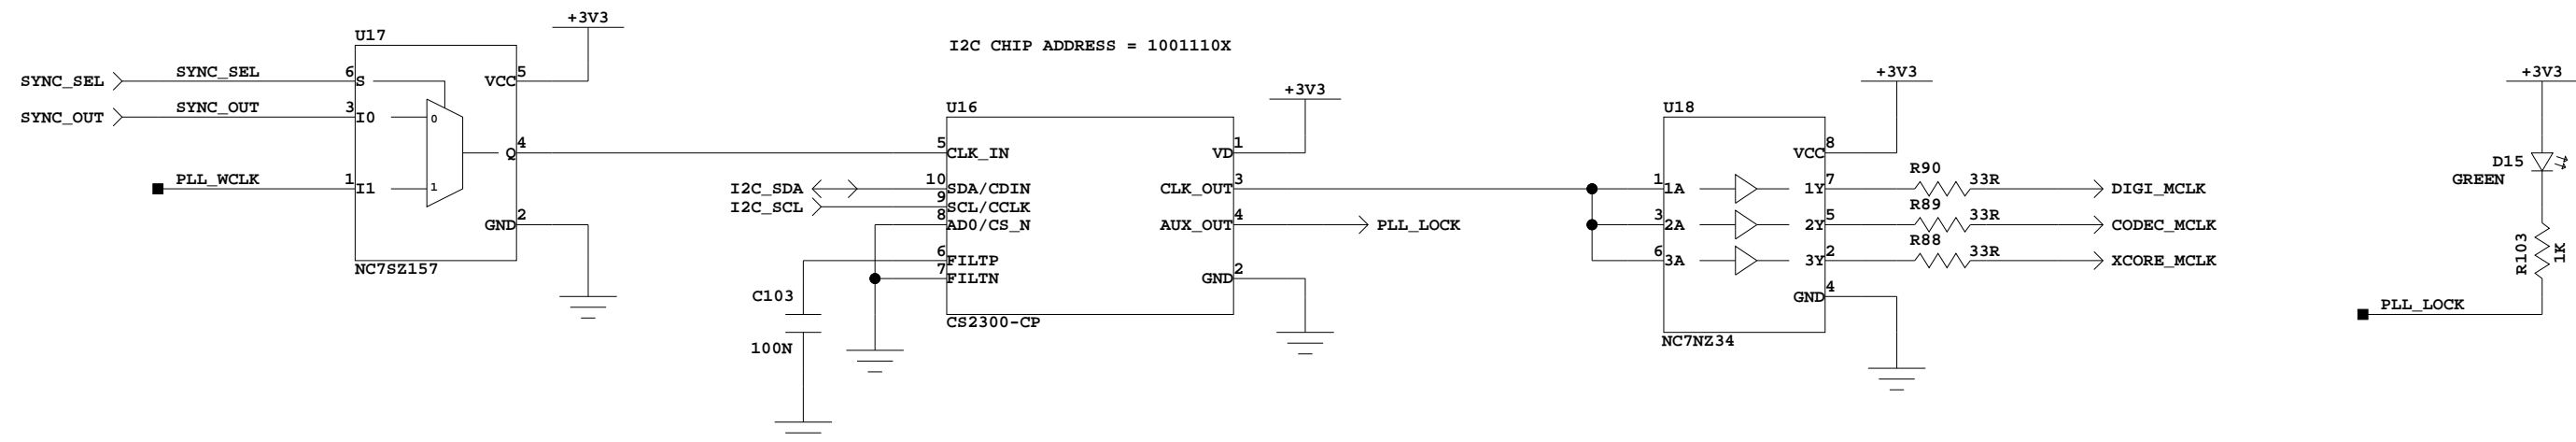 +3V3
U17
I2C CHIP ADDRESS = 1001110X
SYNC_SEL
SYNC_SEL
6
S
VCC
5
+3V3
+3V3
SYNC_OUT
SYNC_OUT
3
I0
0
+3V3
U16
U18
Q
4
5
CLK_IN
VD
1
VCC
8
D15
GREEN
PLL_WCLK
1
I1
1
I2C_SDA
10
SDA/CDIN
CLK_OUT
3
1
1A
1Y
7
R90
33R
DIGI_MCLK
I2C_SCL
9
SCL/CCLK
GND
2
8
AD0/CS_N
AUX_OUT
4
PLL_LOCK
3
2A
2Y
5
R89
33R
CODEC_MCLK
NC7SZ157
6
FILTP
6
3A
3Y
2
R88
33R
XCORE_MCLK
R103
1K
7
FILTN
GND
2
C103
GND
4
PLL_LOCK
CS2300-CP
100N
NC7NZ34